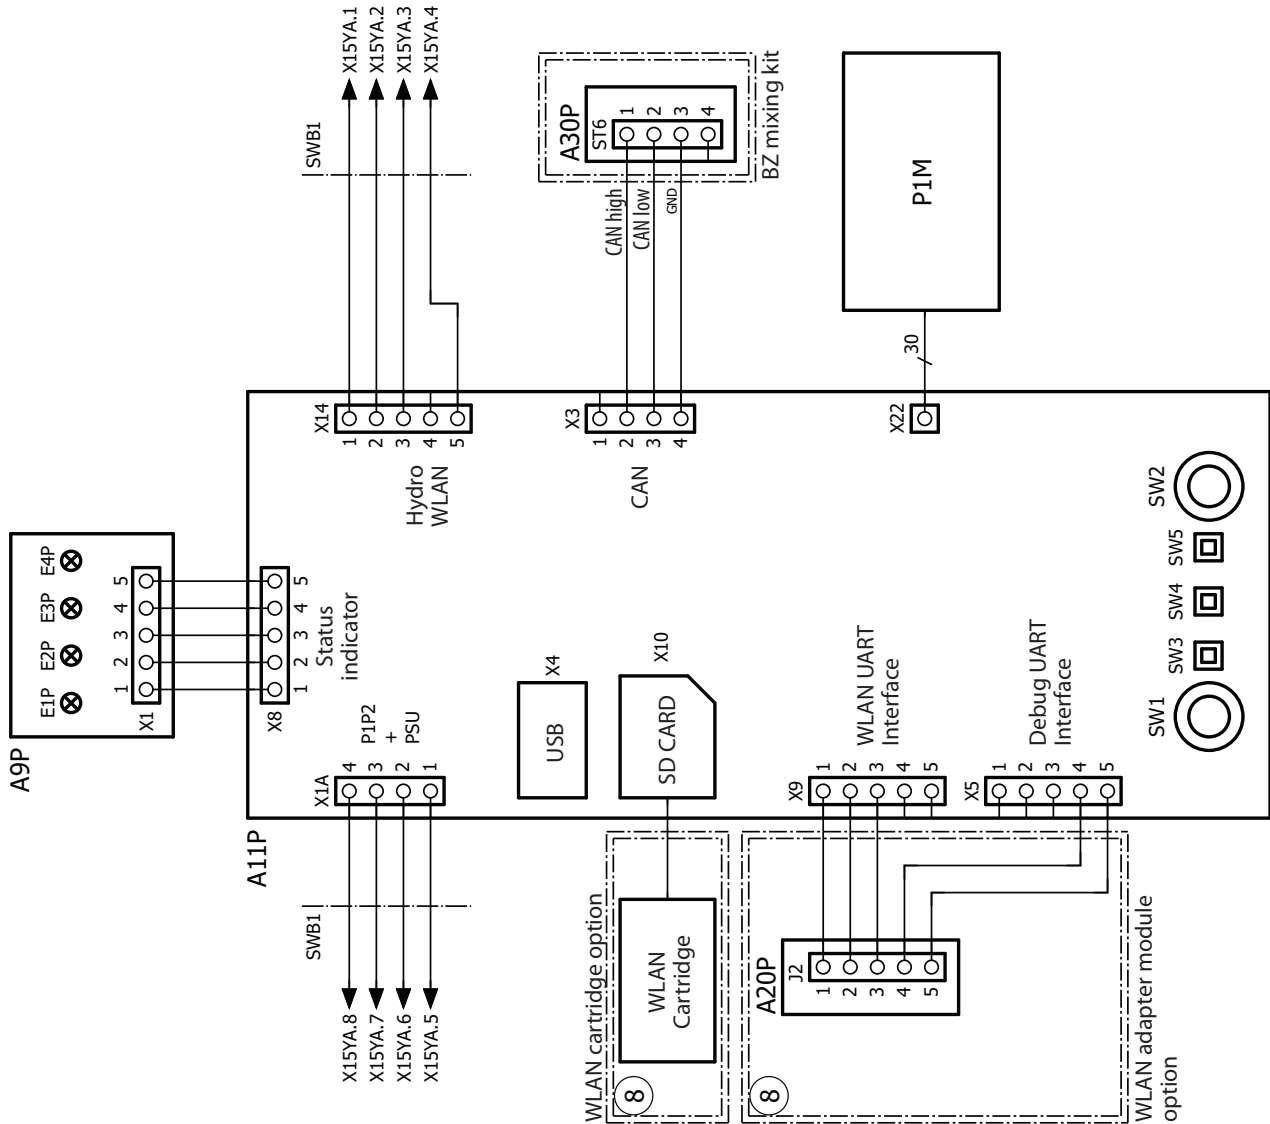 A9P
E1P
E2P
E3P
E4P
X1
1
2
3
4
5
X8
1
2
3
4
5
Status
indicator
A11P
X15YA.8
X15YA.7
X15YA.6
X15YA.5
SWB1
X1A
4
3
2
1
P1P2
+
PSU
X14
1
2
3
4
5
Hydro
WLAN
SWB1
X15YA.1
X15YA.2
X15YA.3
X15YA.4
USB
X4
SD CARD
X10
WLAN cartridge option
WLAN
Cartridge
8
X3
1
2
3
4
CAN
CAN high
CAN low
GND
A30P
ST6
1
2
3
4
BZ mixing kit
X9
1
2
3
4
5
WLAN UART
Interface
X5
1
2
3
4
5
Debug UART
Interface
A20P
J2
1
2
3
4
5
8
WLAN adapter module
option
X22
30
P1M
SW1
SW3
SW4
SW5
SW2